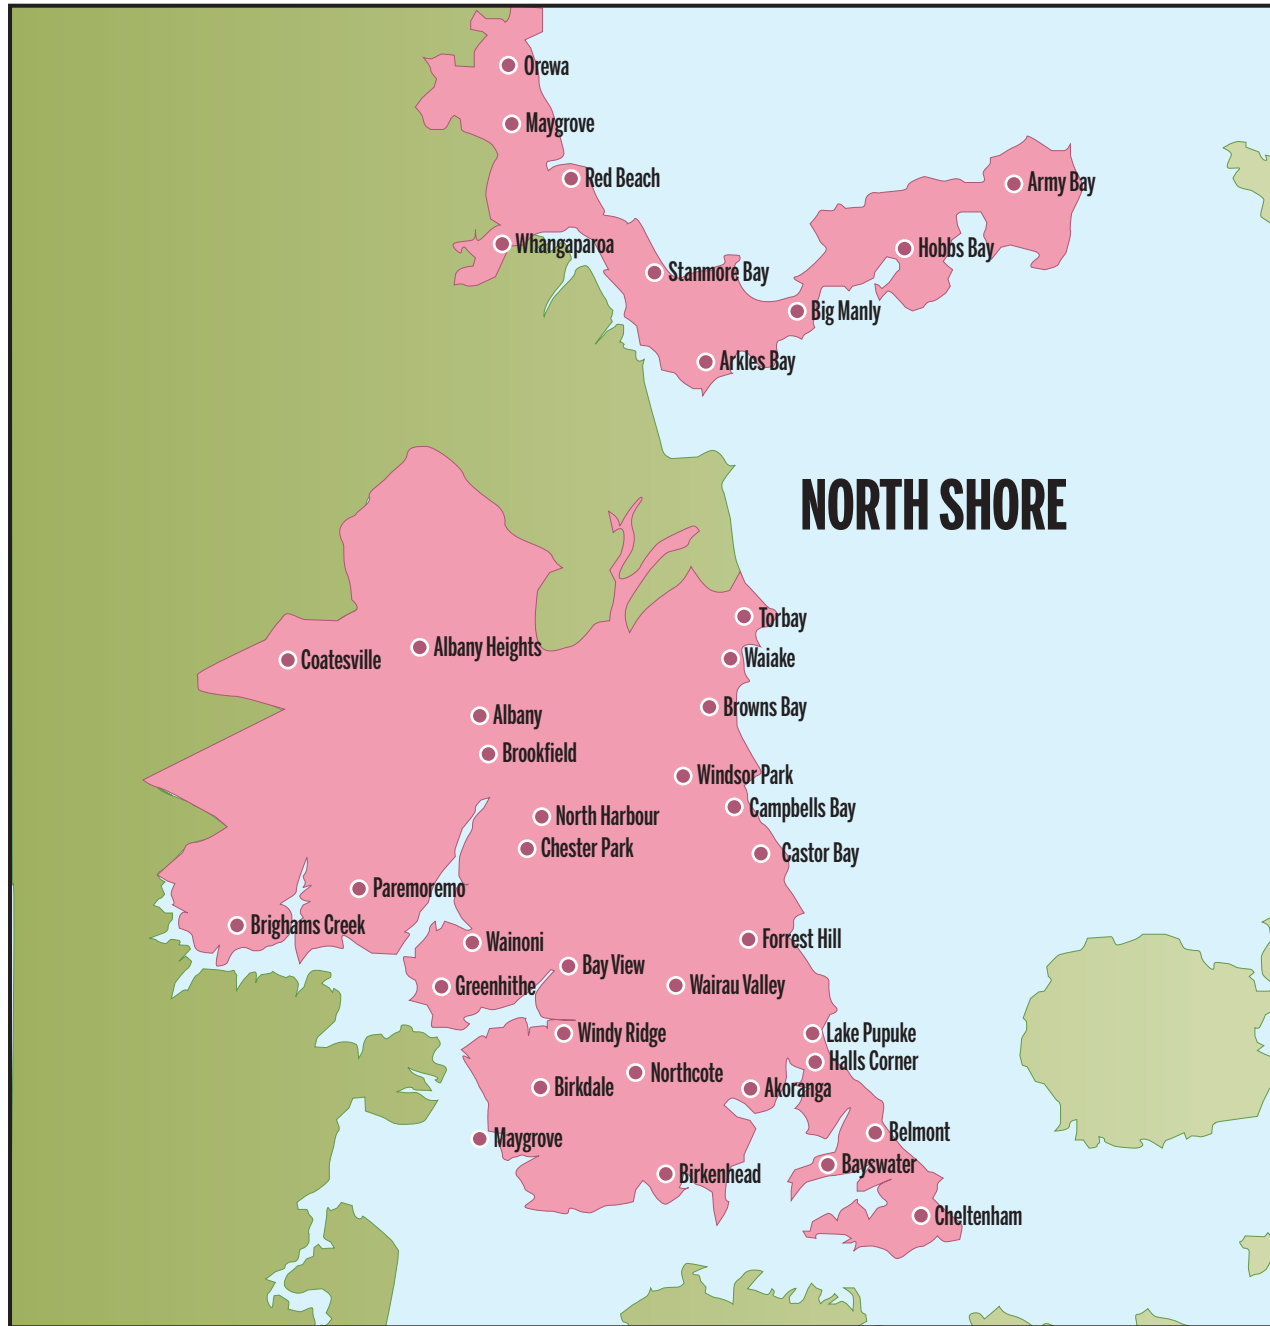 Orewa
Maygrove
Red Beach
Army Bay
Whangaparoa
Hobbs Bay
Stanmore Bay
Big Manly
Arkles Bay
NORTH SHORE
Torbay
Albany Heights
Coatesville
Waiake
Browns Bay
Albany
Brookfield
Windsor Park
Campbells Bay
North Harbour
Chester Park
Castor Bay
Paremoremo
Brighams Creek
Forrest Hill
Wainoni
Bay View
Wairau Valley
Greenhithe
Windy Ridge
Lake Pupuke
Halls Corner
Northcote
Birkdale
Akoranga
Belmont
Maygrove
Bayswater
Birkenhead
Cheltenham